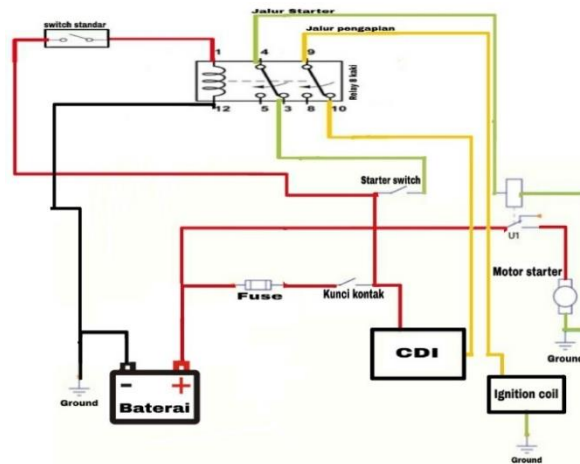 Jalur Starter
switch standar
Jalur pengapian
1
4
9
Relay 8 kaki
12
5
3
8
10
Starter switch
U1
Motor starter
Fuse
Kunci kontak
Ground
CDI
-
+
Baterai
Ignition coil
Ground
Ground